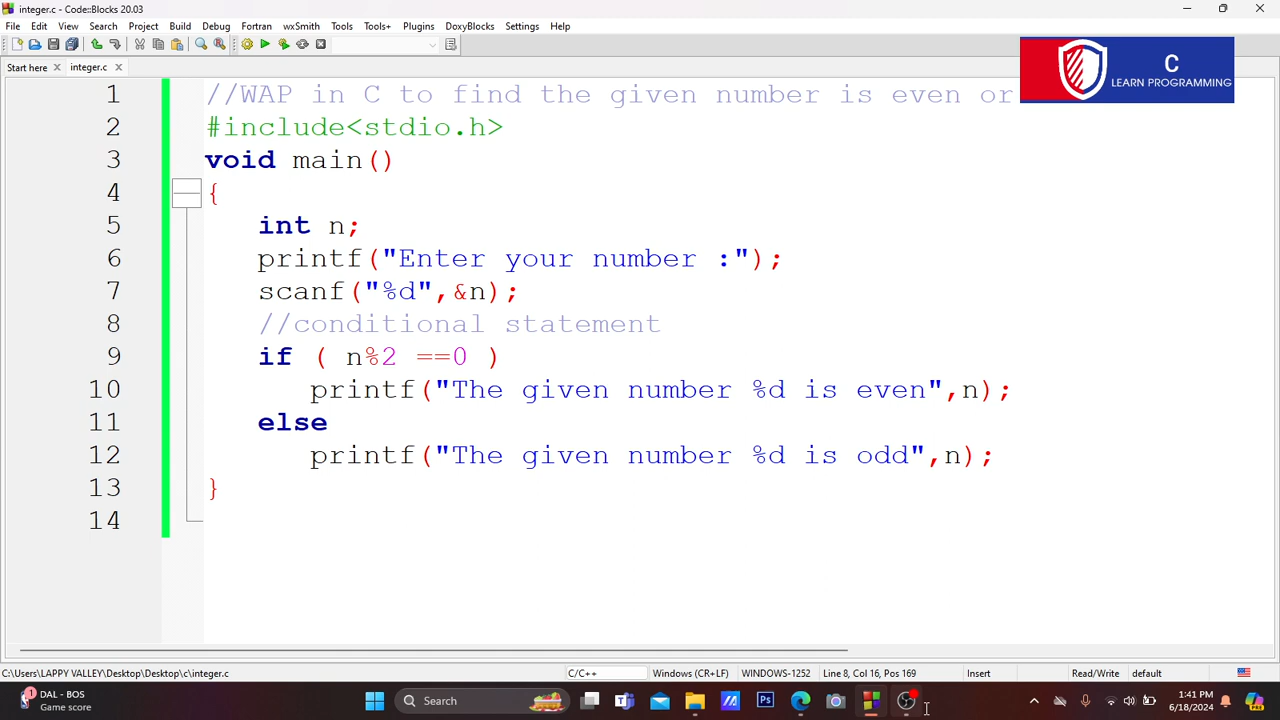 integer.c - Code::Blocks 20.03
File Edit View Search Project Build Debug Fortran wxSmith Tools Tools+ Plugins DoxyBlocks Settings Help
Start here integer.c
C
LEARN PROGRAMMING
1 //WAP in C to find the given number is even or
2 #include<stdio.h>
3 void main()
4 {
5 int n;
6 printf("Enter your number :");
7 scanf("%d",&n);
8 //conditional statement
9 if ( n%2 ==0 )
10 printf("The given number %d is even",n);
11 else
12 printf("The given number %d is odd",n);
13 }
14
C:\Users\LAPPY VALLEY\Desktop\Desktop\c\integer.c C/C++ Windows (CR+LF) WINDOWS-1252 Line 8, Col 16, Pos 169 Insert Read/Write default
1 DAL - BOS
Game score
Search
1:41 PM
6/18/2024